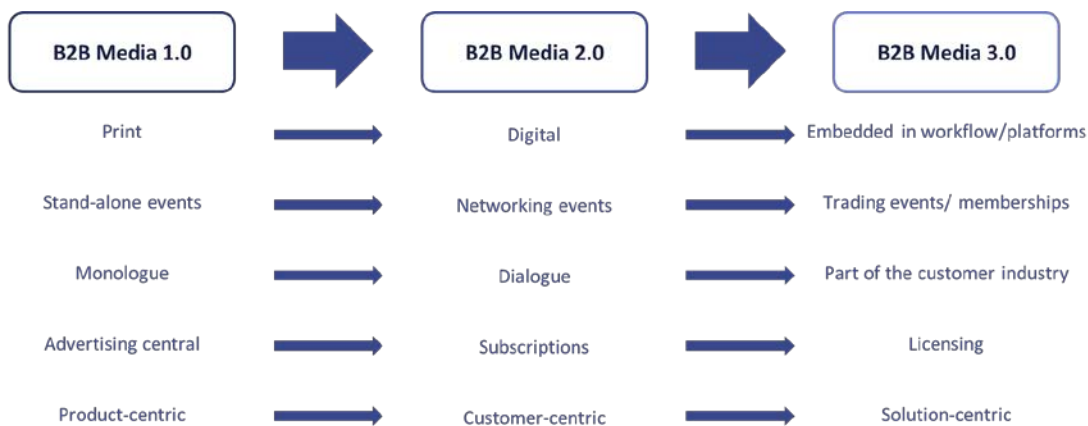 B2B Media 1.0
B2B Media 2.0
B2B Media 3.0
Print
Digital
Embedded in workflow/platforms
Stand-alone events
Networking events
Trading events/ memberships
Monologue
Dialogue
Part of the customer industry
Advertising central
Subscriptions
Licensing
Product-centric
Customer-centric
Solution-centric